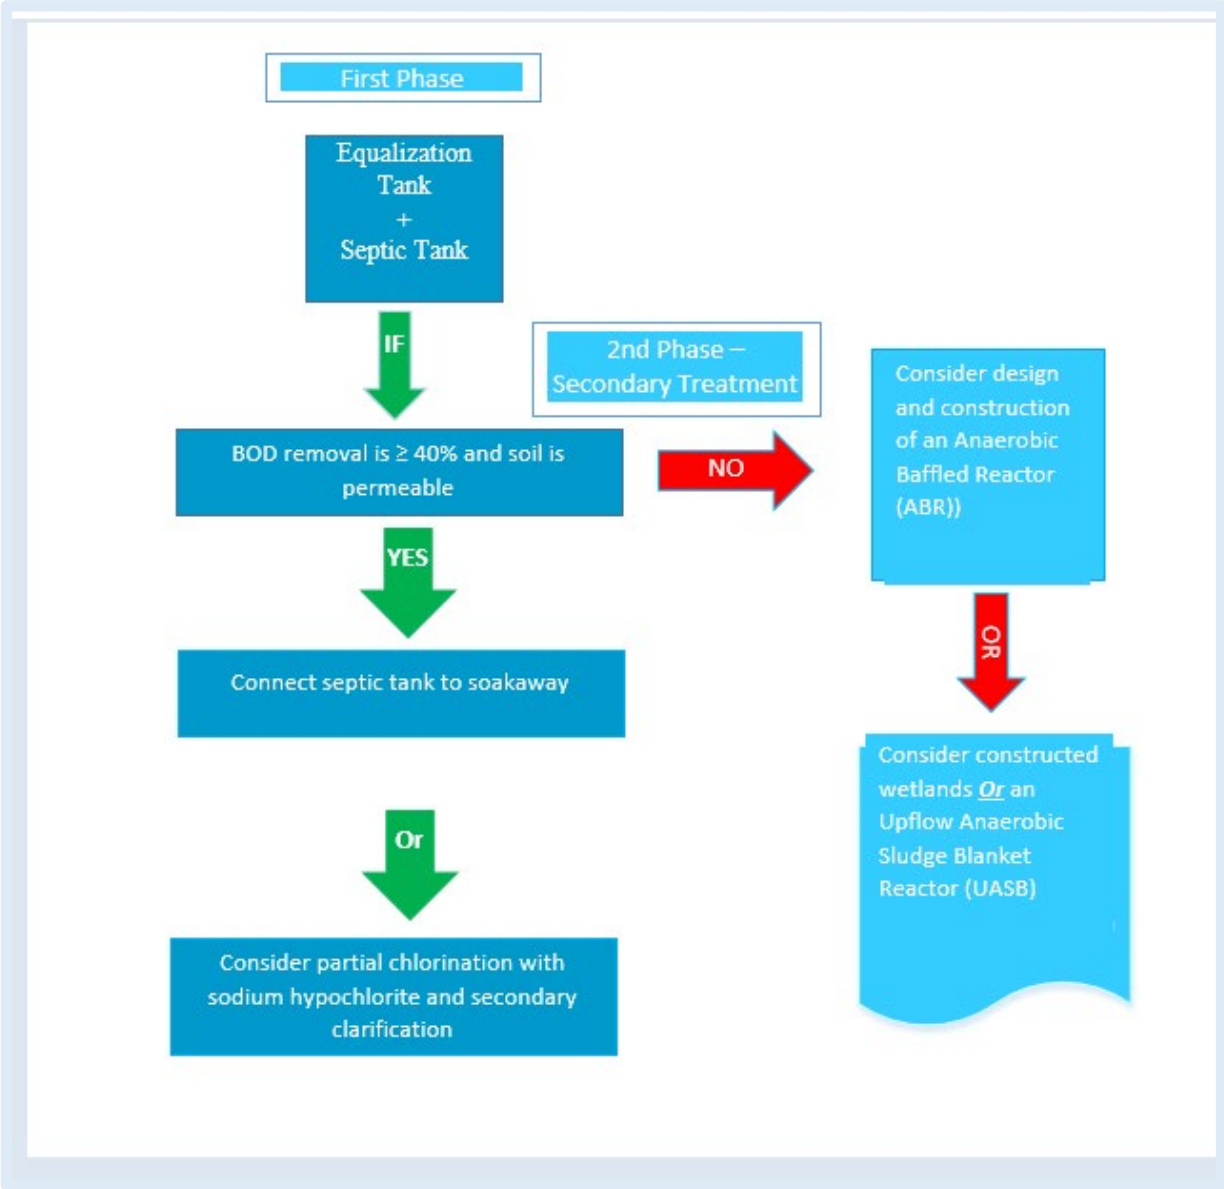 First Phase
Equalization
Tank
+
Septic Tank
IF
2nd Phase –
Secondary Treatment
BOD removal is ≥ 40% and soil is
permeable
NO
Consider design
and construction
of an Anaerobic
Baffled Reactor
(ABR))
YES
OR
Connect septic tank to soakaway
Consider constructed
wetlands Or an
Upflow Anaerobic
Sludge Blanket
Reactor (UASB)
Or
Consider partial chlorination with
sodium hypochlorite and secondary
clarification